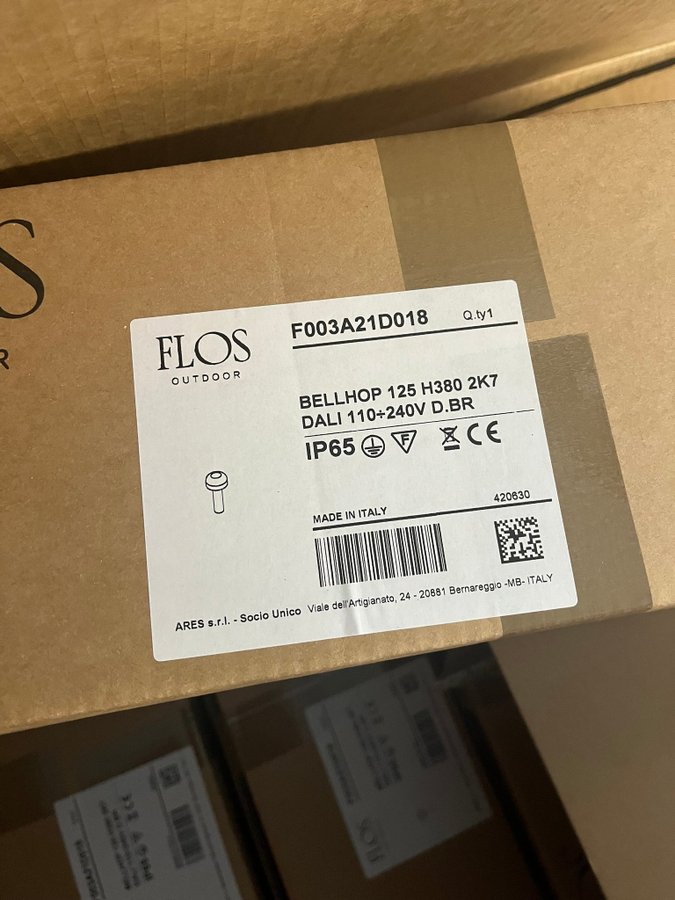 S
R
FLOS
OUTDOOR
F003A21D018 Q.ty1
BELLHOP 125 H380 2K7
DALI 110÷240V D.BR
IP65 F CE
MADE IN ITALY 420630
ARES s.r.l. - Socio Unico Viale dell'Artigianato, 24 - 20881 Bernareggio -MB- ITALY
FLOS